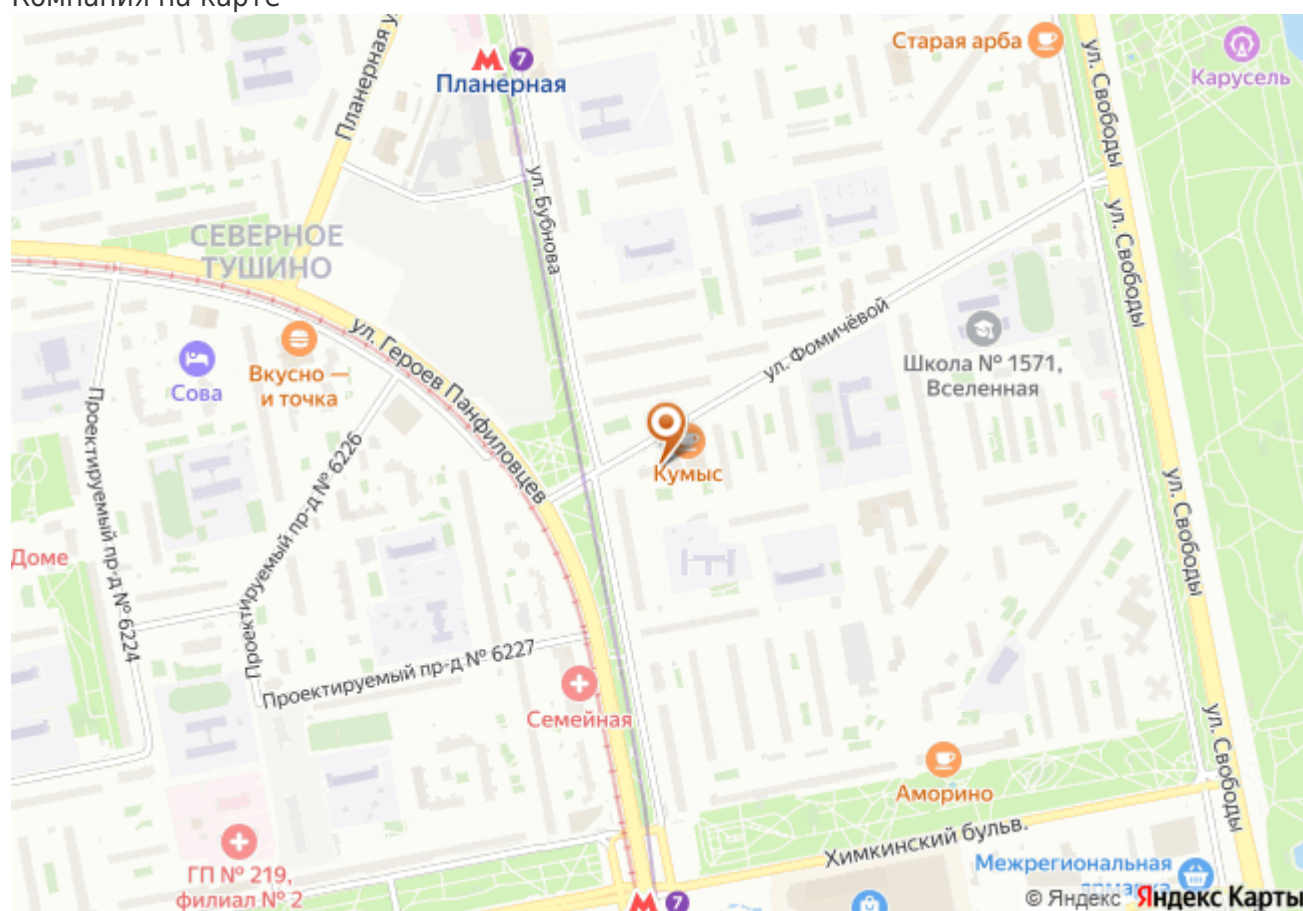 Компания на карте
Старая арба
ул. Свободы
Карусель
7
Планерная
Планерная у
ул. Бубнова
ул. Свободы
СЕВЕРНОЕ
ТУШИНО
ул. Героев Панфиловцев
ул. Фомичёвой
Школа № 1571,
Вселенная
Сова
Вкусно —
и точка
Кумыс
Проектируемый пр-д № 6224
Проектируемый пр-д № 6226
ул. Свободы
Доме
Проектируемый пр-д № 6227
Семейная
ул. Свободы
Аморино
Химкинский бульв.
ГП № 219,
филиал № 2
7
Межрегиональная
ярмарка
© Яндекс Яндекс Карты